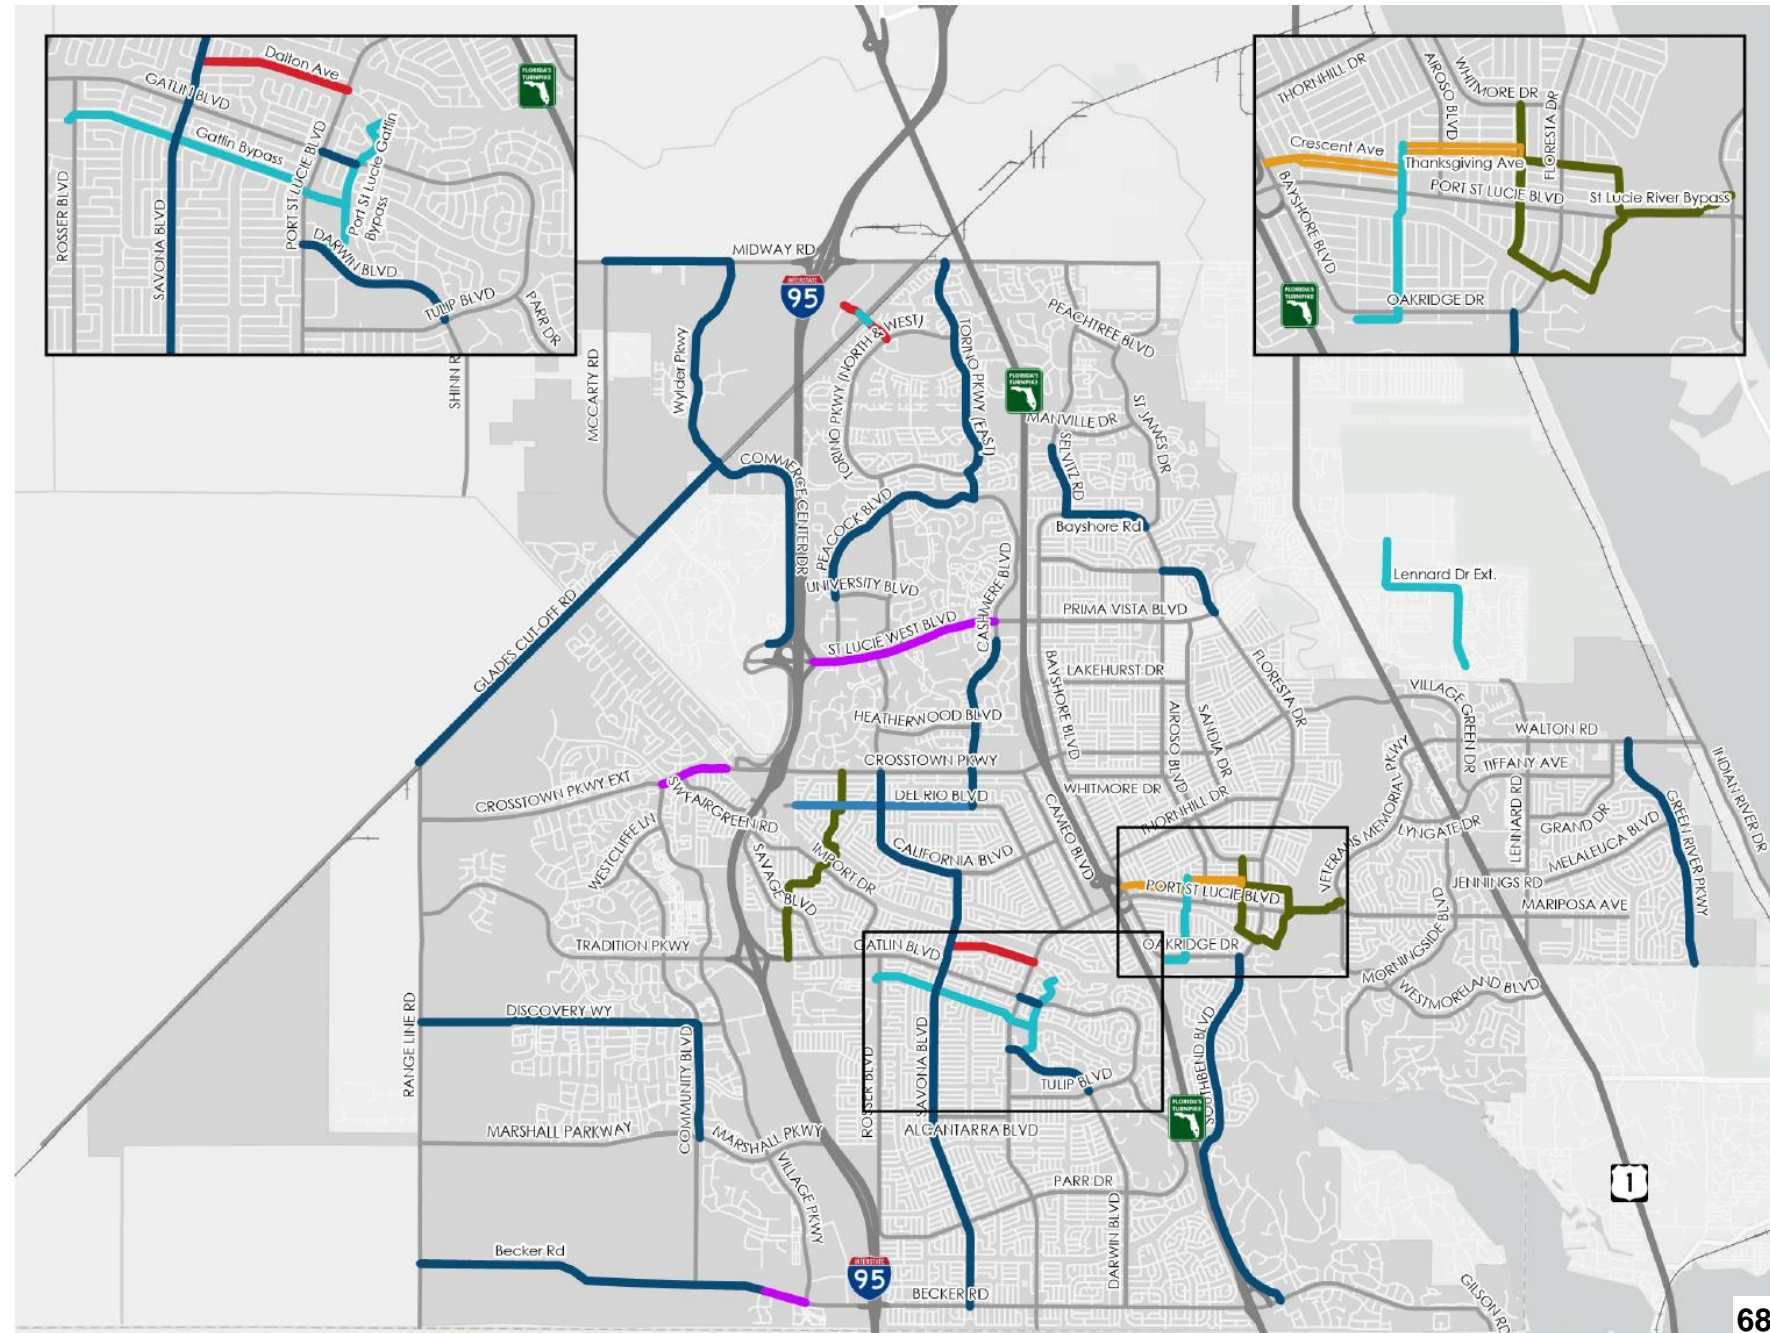 Dalton Ave
GATLIN BLVD
FLORIDA'S
TURNPIKE
Gatlin Bypass
PORT ST LUCIE BLVD
Port St Lucie Gatlin
Bypass
ROSSER BLVD
SAVONA BLVD
DARWIN BLVD
TULIP BLVD
PARR DR
THORNHILL DR
AIROSO BLVD
WHITMORE DR
FLORESTA DR
Crescent Ave
Thanksgiving Ave
PORT ST LUCIE BLVD
St Lucie River Bypass
BAYSHORE BLVD
FLORIDA'S
TURNPIKE
OAKRIDGE DR
MIDWAY RD
INTERSTATE
95
SHINN R
MCCARTY RD
Wylder Pkwy
TORINO PKWY (NORTH & WEST)
TORINO PKWY (EAST)
PEACHTREE BLVD
FLORIDA'S
TURNPIKE
MANVILLE DR
ST JAMES DR
SELVITZ RD
COMMERCE CENTER DR
PEACOCK BLVD
Bayshore Rd
UNIVERSITY BLVD
CASHMERE BLVD
Lennard Dr Ext.
PRIMA VISTA BLVD
GLADES CUT-OFF RD
ST LUCIE WEST BLVD
BAYSHORE BLVD
LAKEHURST DR
FLORESTA DR
HEATHERWOOD BLVD
AIROSO BLVD
SANDIA DR
VILLAGE GREEN DR
WALTON RD
CROSSTOWN PKWY
TIFFANY AVE
INDIAN RIVER DR
CROSSTOWN PKWY EXT
SW FAIRGREEN RD
DEL RIO BLVD
WHITMORE DR
THORNHILL DR
CAMEO BLVD
VETERANS MEMORIAL PKWY
LYNGATE DR
LENNARD RD
GRAND DR
GREEN RIVER PKWY
WESTCLIFFE LN
SAVAGE BLVD
IMPORT DR
CALIFORNIA BLVD
MELALEUCA BLVD
JENNINGS RD
PORT ST LUCIE BLVD
MARIPOSA AVE
MORNINGSIDE BLVD
TRADITION PKWY
GATLIN BLVD
OAKRIDGE DR
WESTMORELAND BLVD
RANGE LINE RD
DISCOVERY WY
COMMUNITY BLVD
ROSSER BLVD
SAVONA BLVD
SOUTHBEND BLVD
TULIP BLVD
FLORIDA'S
TURNPIKE
MARSHALL PARKWAY
MARSHALL PKWY
ALCANTARRA BLVD
VILLAGE PKWY
PARR DR
DARWIN BLVD
1
Becker Rd
INTERSTATE
95
BECKER RD
GILSON RD
68